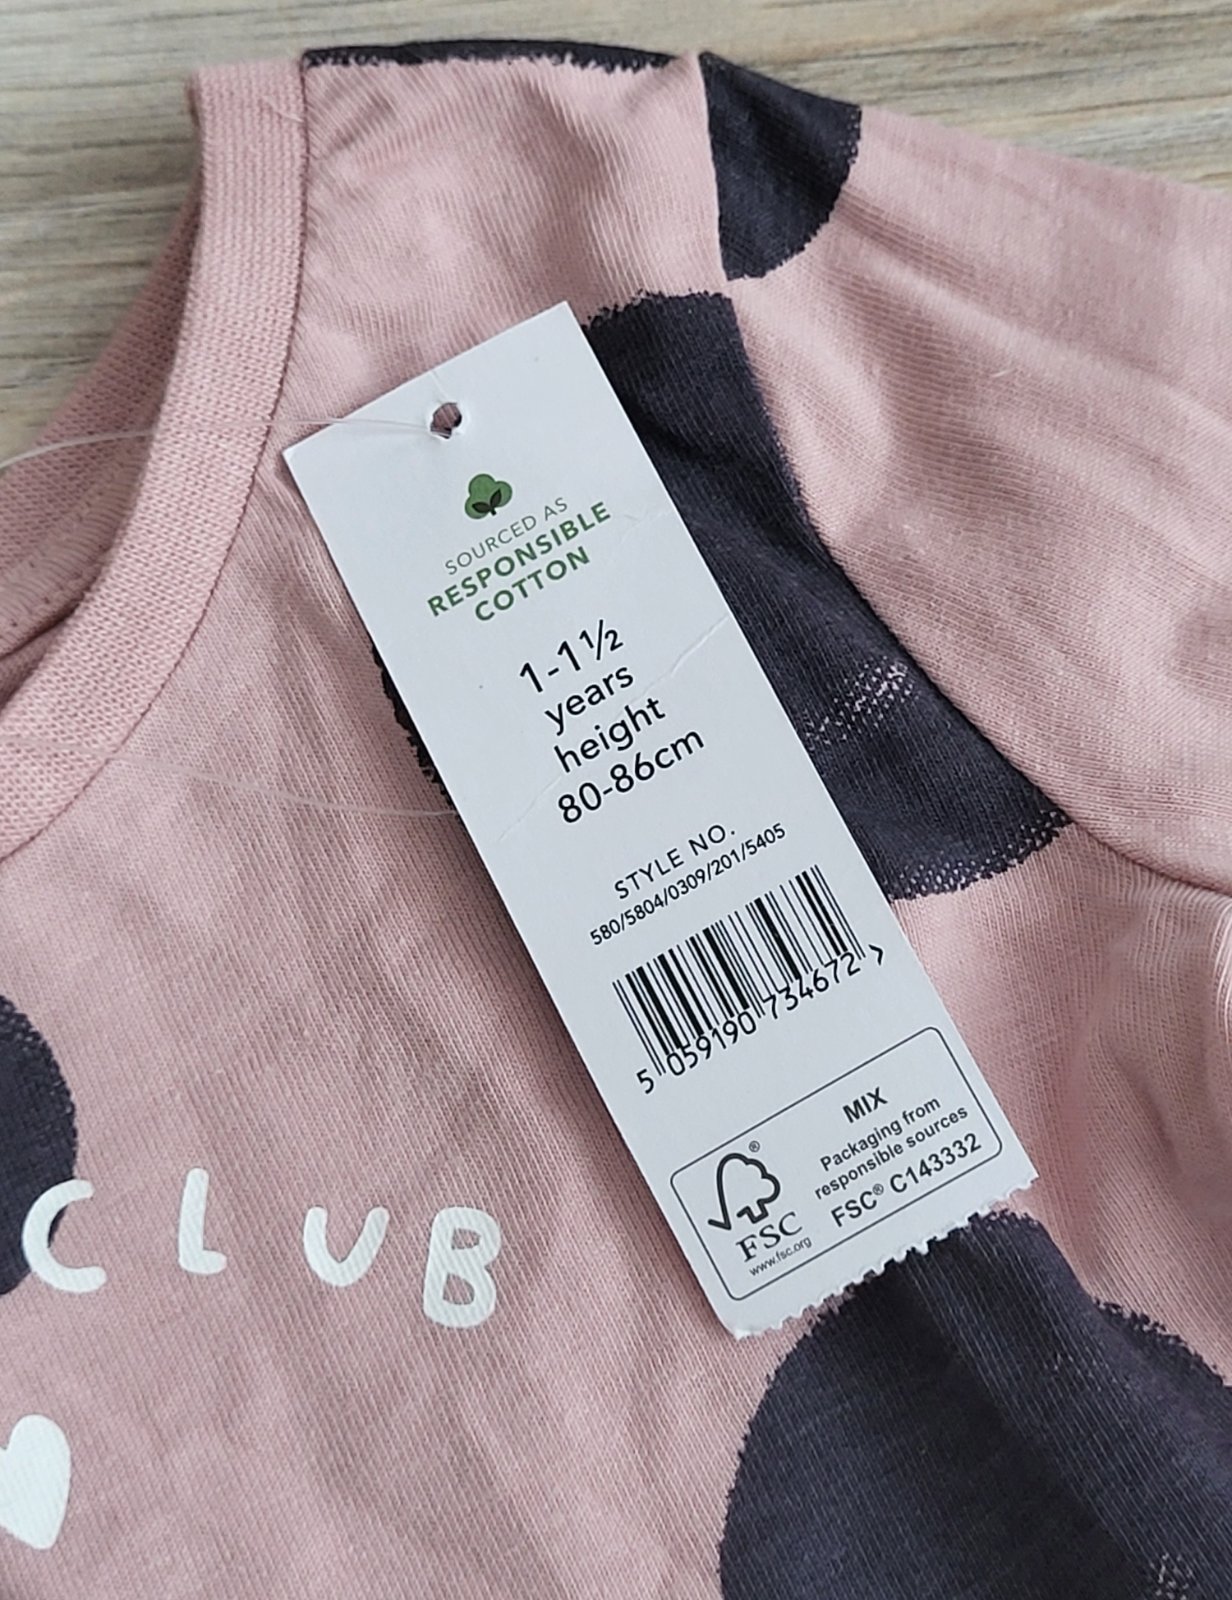 SOURCED AS
RESPONSIBLE
COTTON
1-1½
years
height
80-86cm
STYLE NO.
580/5804/0309/201/5405
5 059190 734672 >
MIX
Packaging from
responsible sources
FSC® C143332
®
FSC
www.fsc.org
CLUB